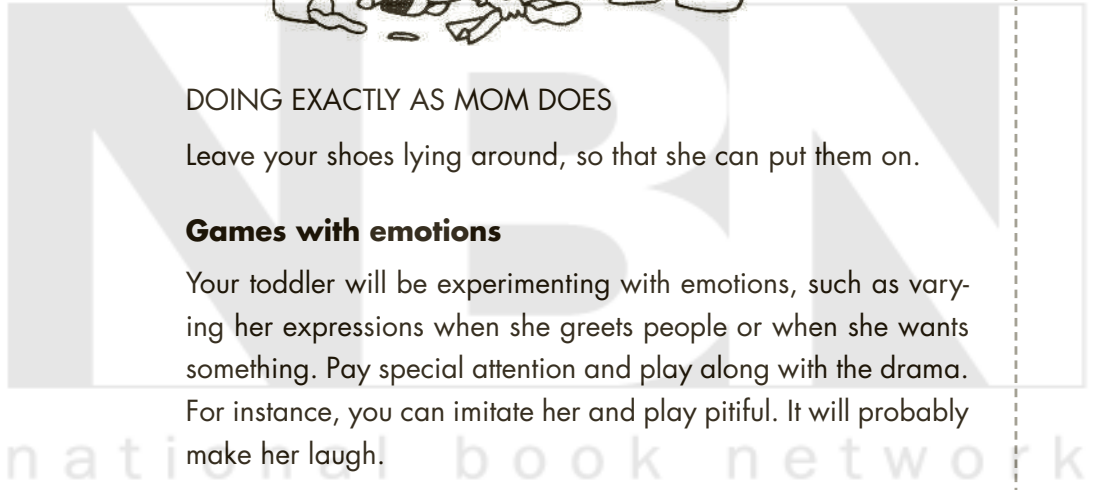 DOING EXACTLY AS MOM DOES
Leave your shoes lying around, so that she can put them on.
Games with emotions
Your toddler will be experimenting with emotions, such as vary-
ing her expressions when she greets people or when she wants
something. Pay special attention and play along with the drama.
For instance, you can imitate her and play pitiful. It will probably
make her laugh.
NBN
national book network